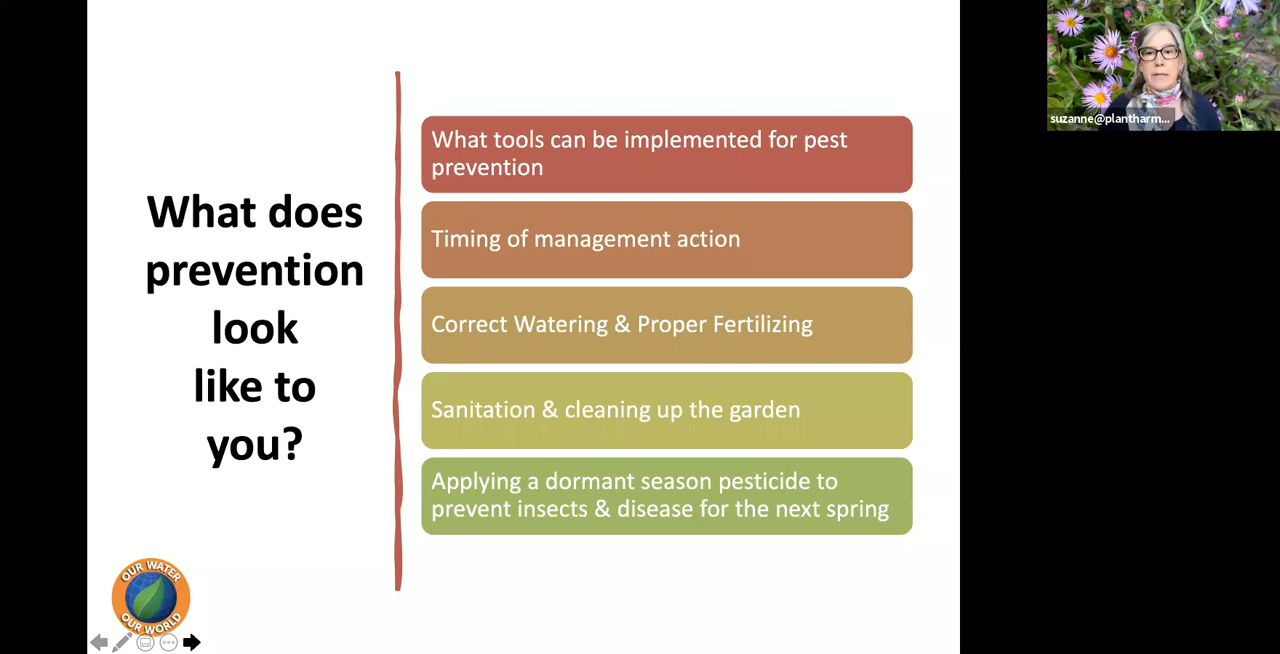 What does
prevention
look
like to
you?
What tools can be implemented for pest
prevention
Timing of management action
Correct Watering & Proper Fertilizing
Sanitation & cleaning up the garden
Applying a dormant season pesticide to
prevent insects & disease for the next spring
OUR WATER
OUR WORLD
suzanne@plantharm...